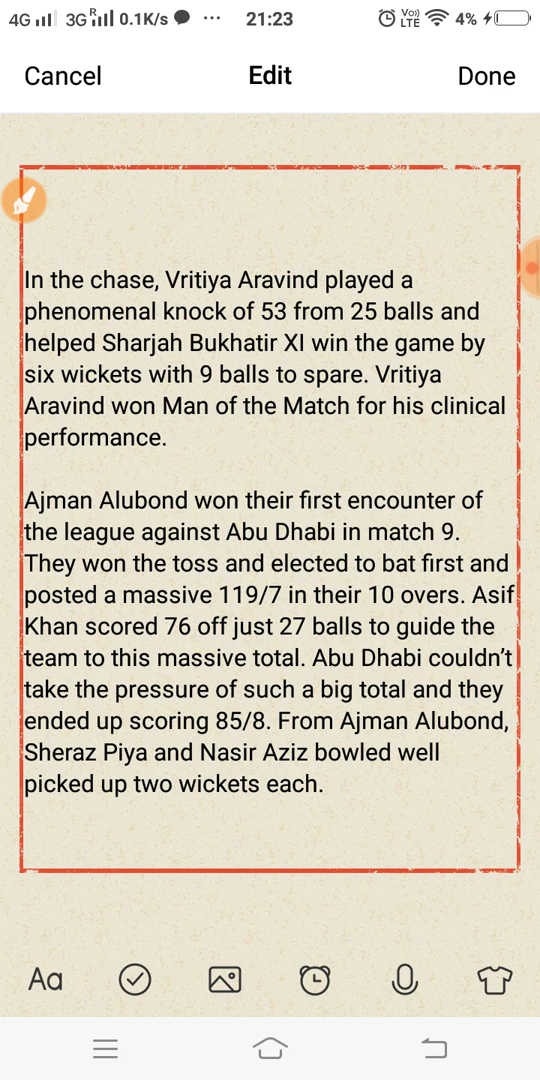 4G 3G R 0.1K/s ... 21:23 Vo) LTE 4%
Cancel Edit Done
In the chase, Vritiya Aravind played a
phenomenal knock of 53 from 25 balls and
helped Sharjah Bukhatir XI win the game by
six wickets with 9 balls to spare. Vritiya
Aravind won Man of the Match for his clinical
performance.
Ajman Alubond won their first encounter of
the league against Abu Dhabi in match 9.
They won the toss and elected to bat first and
posted a massive 119/7 in their 10 overs. Asif
Khan scored 76 off just 27 balls to guide the
team to this massive total. Abu Dhabi couldn’t
take the pressure of such a big total and they
ended up scoring 85/8. From Ajman Alubond,
Sheraz Piya and Nasir Aziz bowled well
picked up two wickets each.
Aa